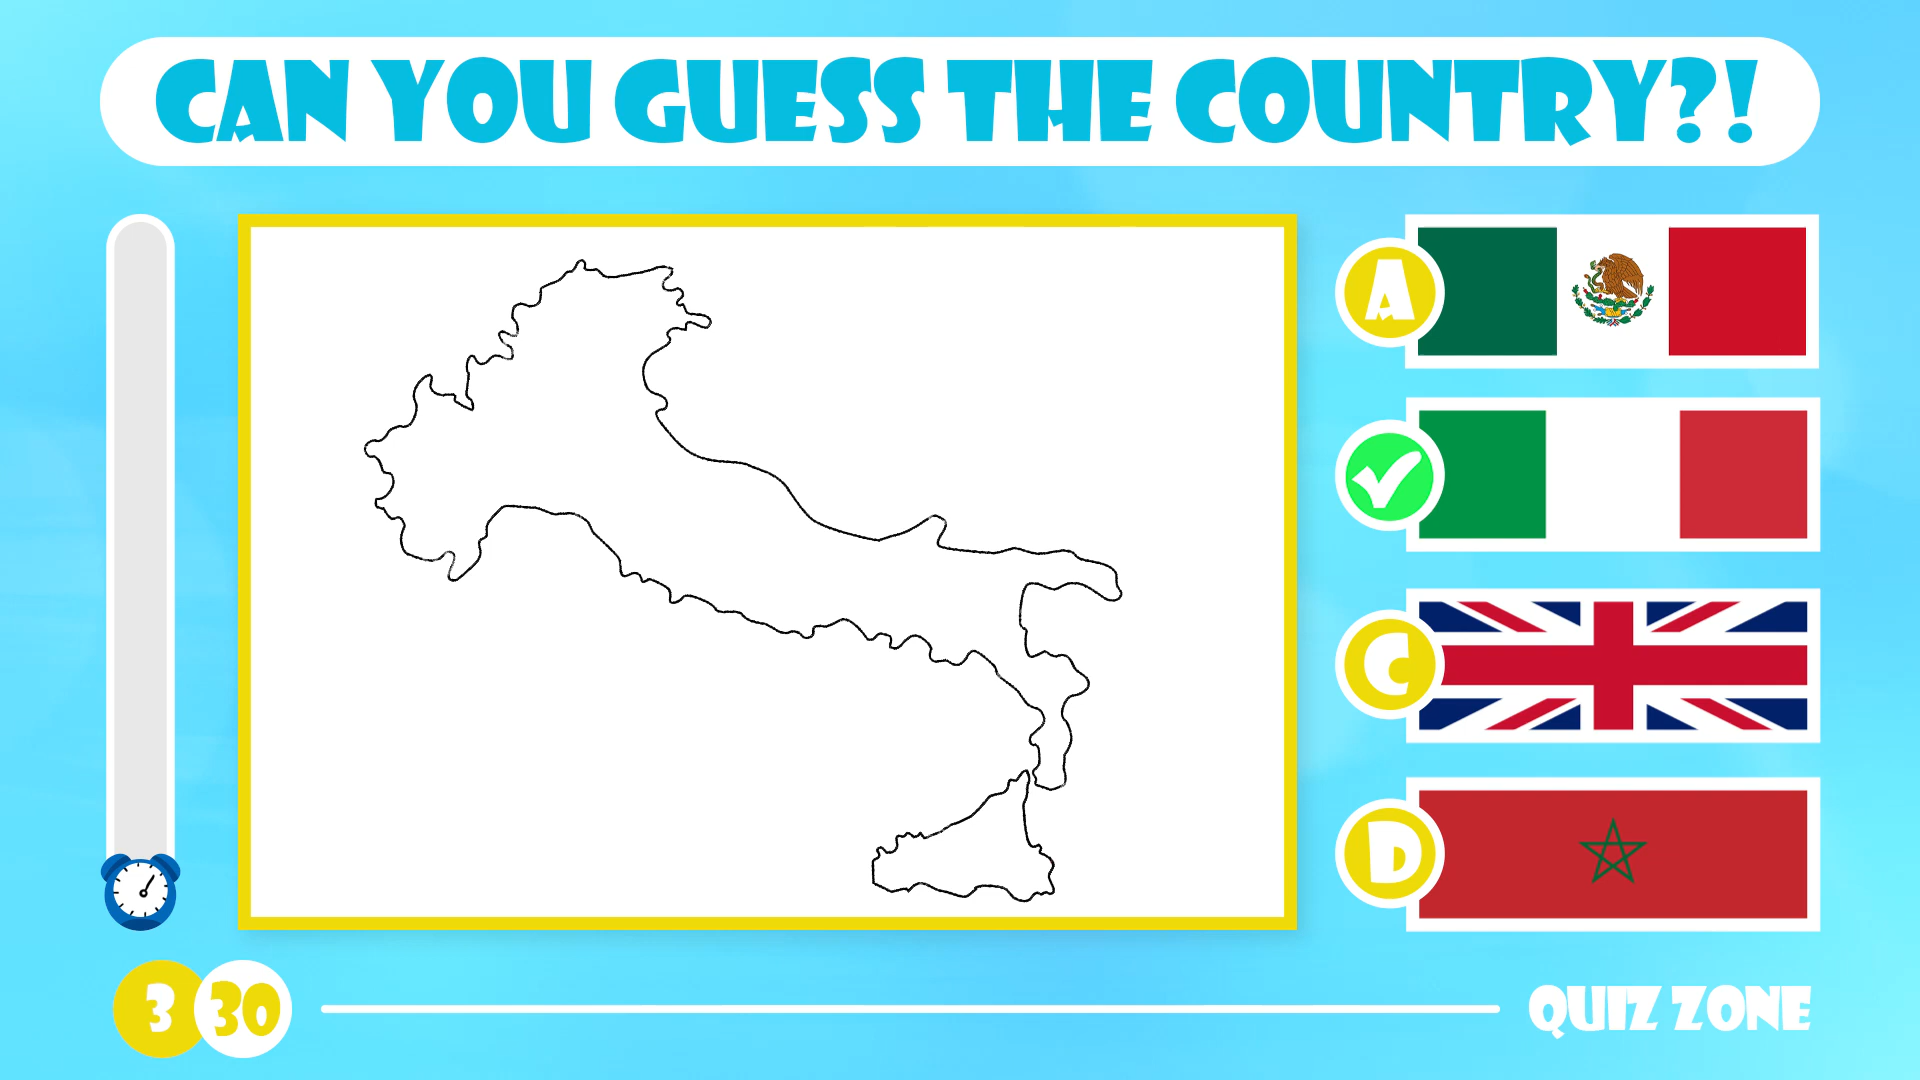 CAN YOU GUESS THE COUNTRY?!
A
C
D
3 30
QUIZ ZONE